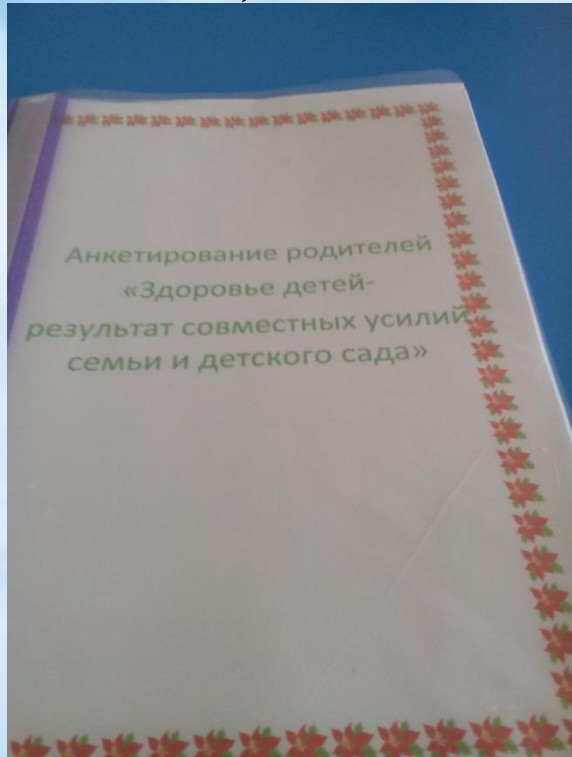 Анкетирование родителей
«Здоровье детей-
результат совместных усилий
семьи и детского сада»